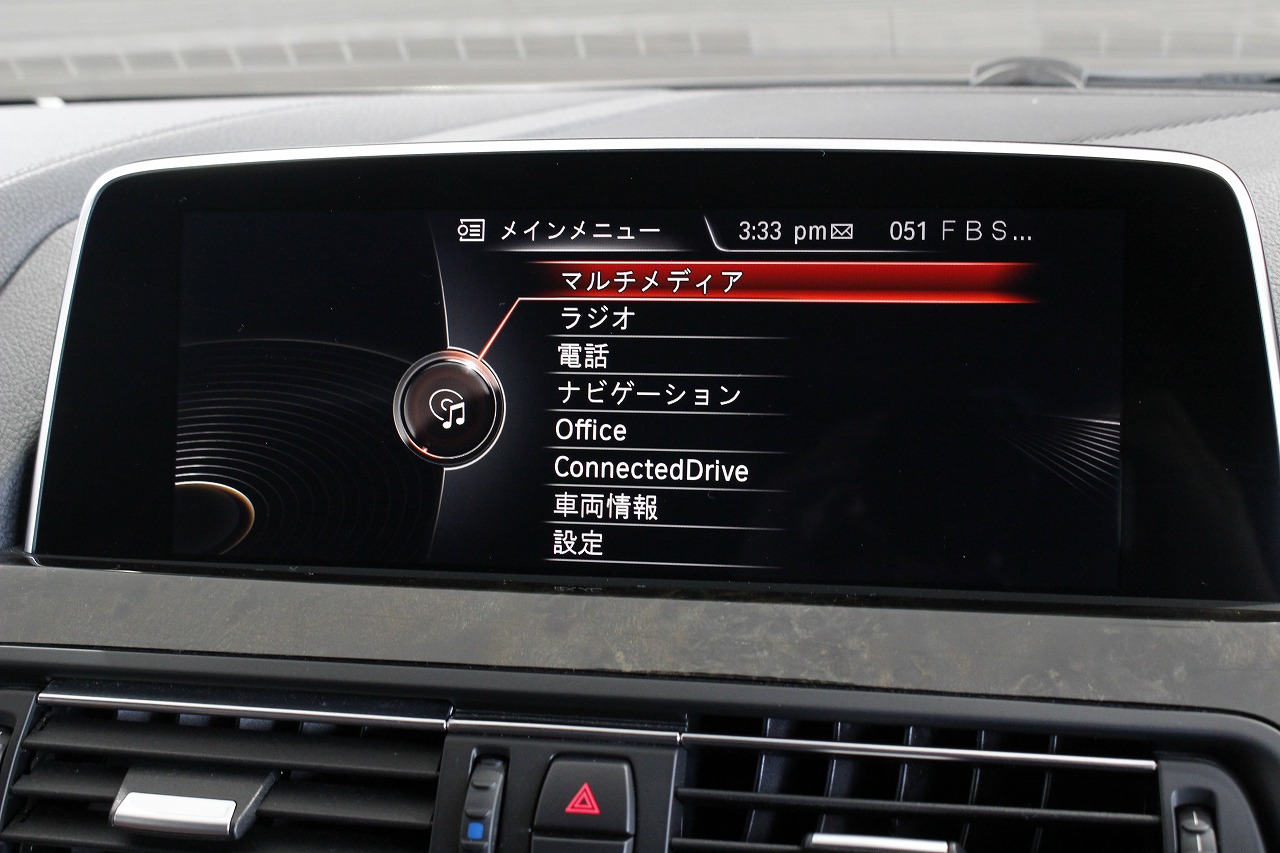 メインメニュー 3:33 pm 051 ＦＢＳ...
マルチメディア
ラジオ
電話
ナビゲーション
Office
ConnectedDrive
車両情報
設定